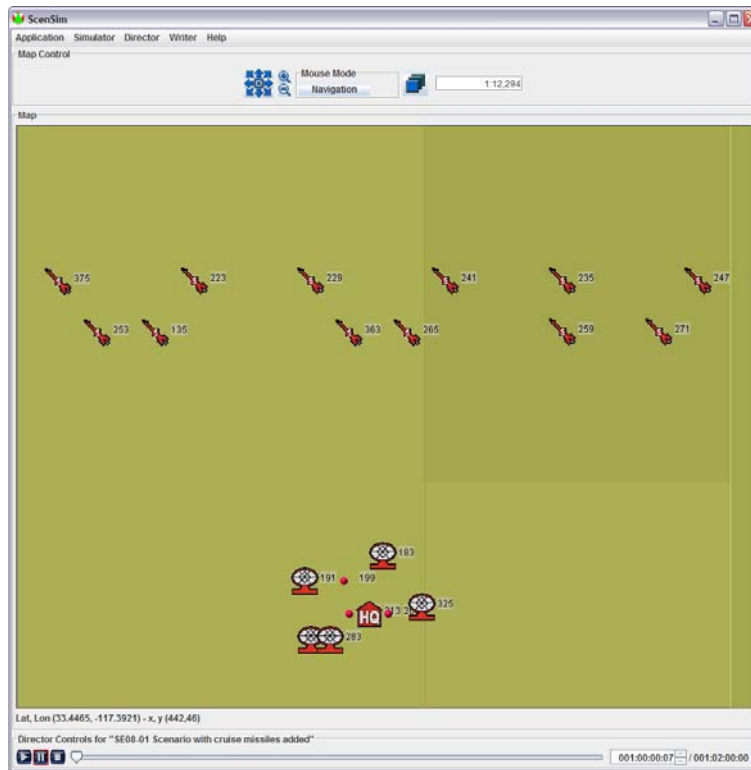 ScenSim
Application Simulator Director Writer Help
Map Control
Mouse Mode
Navigation
1:12,294
Map
375 223 229 241 235 247
253 135 363 265 259 271
183
191 199
325
HQ 213
283
Lat, Lon (33.4465, -117.3921) - x, y (442,46)
Director Controls for "SE08-01 Scenario with cruise missiles added"
001:00:00:07 / 001:02:00:00